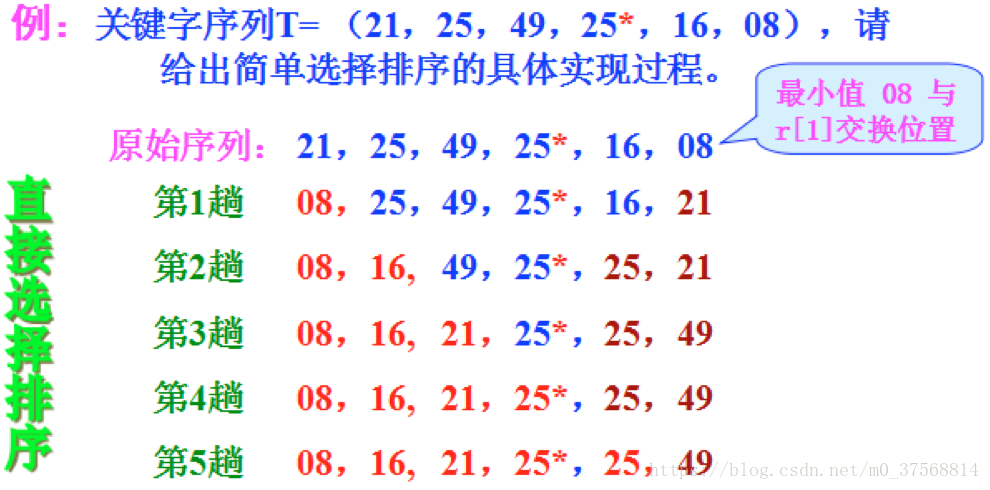 例：关键字序列T=（21，25，49，25*，16，08），请
给出简单选择排序的具体实现过程。
最小值 08 与
r[1]交换位置
原始序列：21，25，49，25*，16，08
直接选择排序
第1趟 08，25，49，25*，16，21
第2趟 08，16, 49，25*，25，21
第3趟 08，16, 21，25*，25，49
第4趟 08，16, 21，25*，25，49
第5趟 08，16, 21，25*，25，49
https://blog.csdn.net/m0_37568814